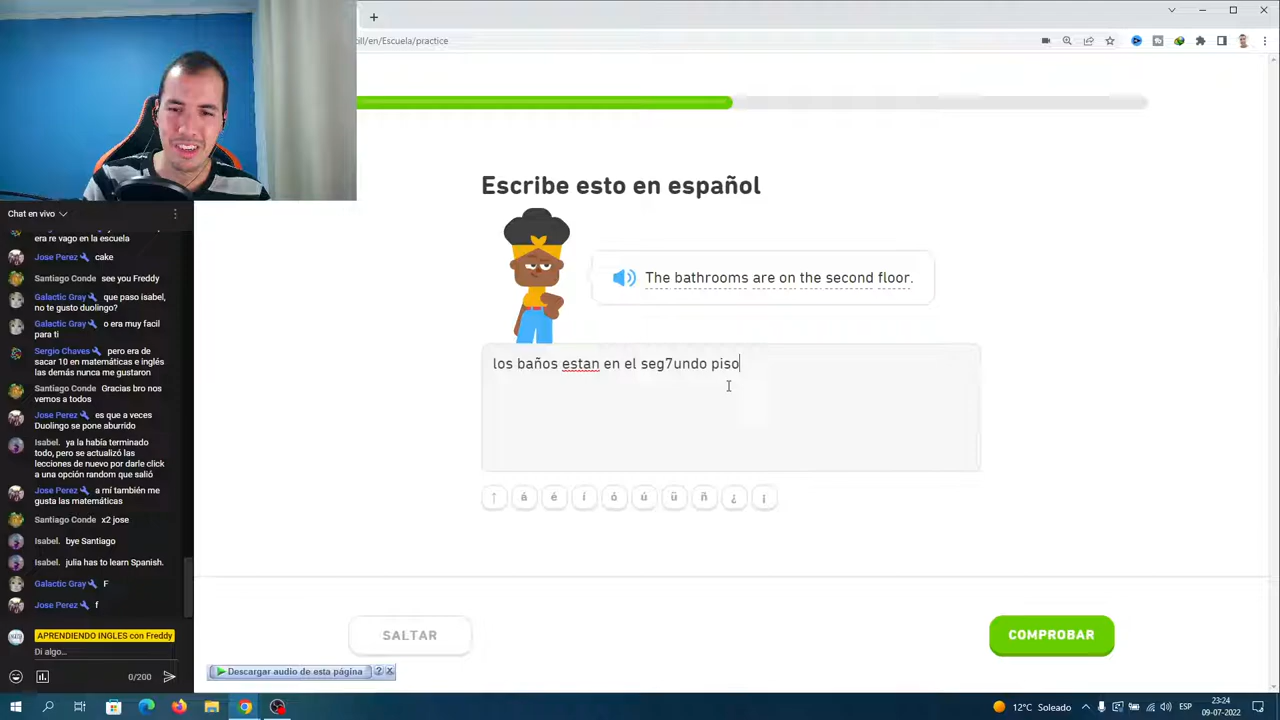 +
oill/en/Escuela/practice
Escribe esto en español
The bathrooms are on the second floor.
los baños estan en el seg7undo piso
↑ á é í ó ú ü ñ ¿ ¡
SALTAR
COMPROBAR
Descargar audio de esta página
? X
Chat en vivo
era re vago en la escuela
Jose Perez cake
Santiago Conde see you Freddy
Galactic Gray que paso isabel,
no te gusto duolingo?
Galactic Gray o era muy facil
para ti
Sergio Chaves pero era de
sacar 10 en matemáticas e inglés
las demás nunca me gustaron
Santiago Conde Gracias bro nos
vemos a todos
Jose Perez es que a veces
Duolingo se pone aburrido
Isabel. ya la había terminado
todo, pero se actualizó las
lecciones de nuevo por darle click
a una opción random que salió
Jose Perez a mí también me
gusta las matemáticas
Santiago Conde x2 jose
Isabel. bye Santiago
Isabel. julia has to learn Spanish.
Galactic Gray F
Jose Perez f
APRENDIENDO INGLES con Freddy
Di algo...
0/200
12°C Soleado
ESP
23:24
09-07-2022